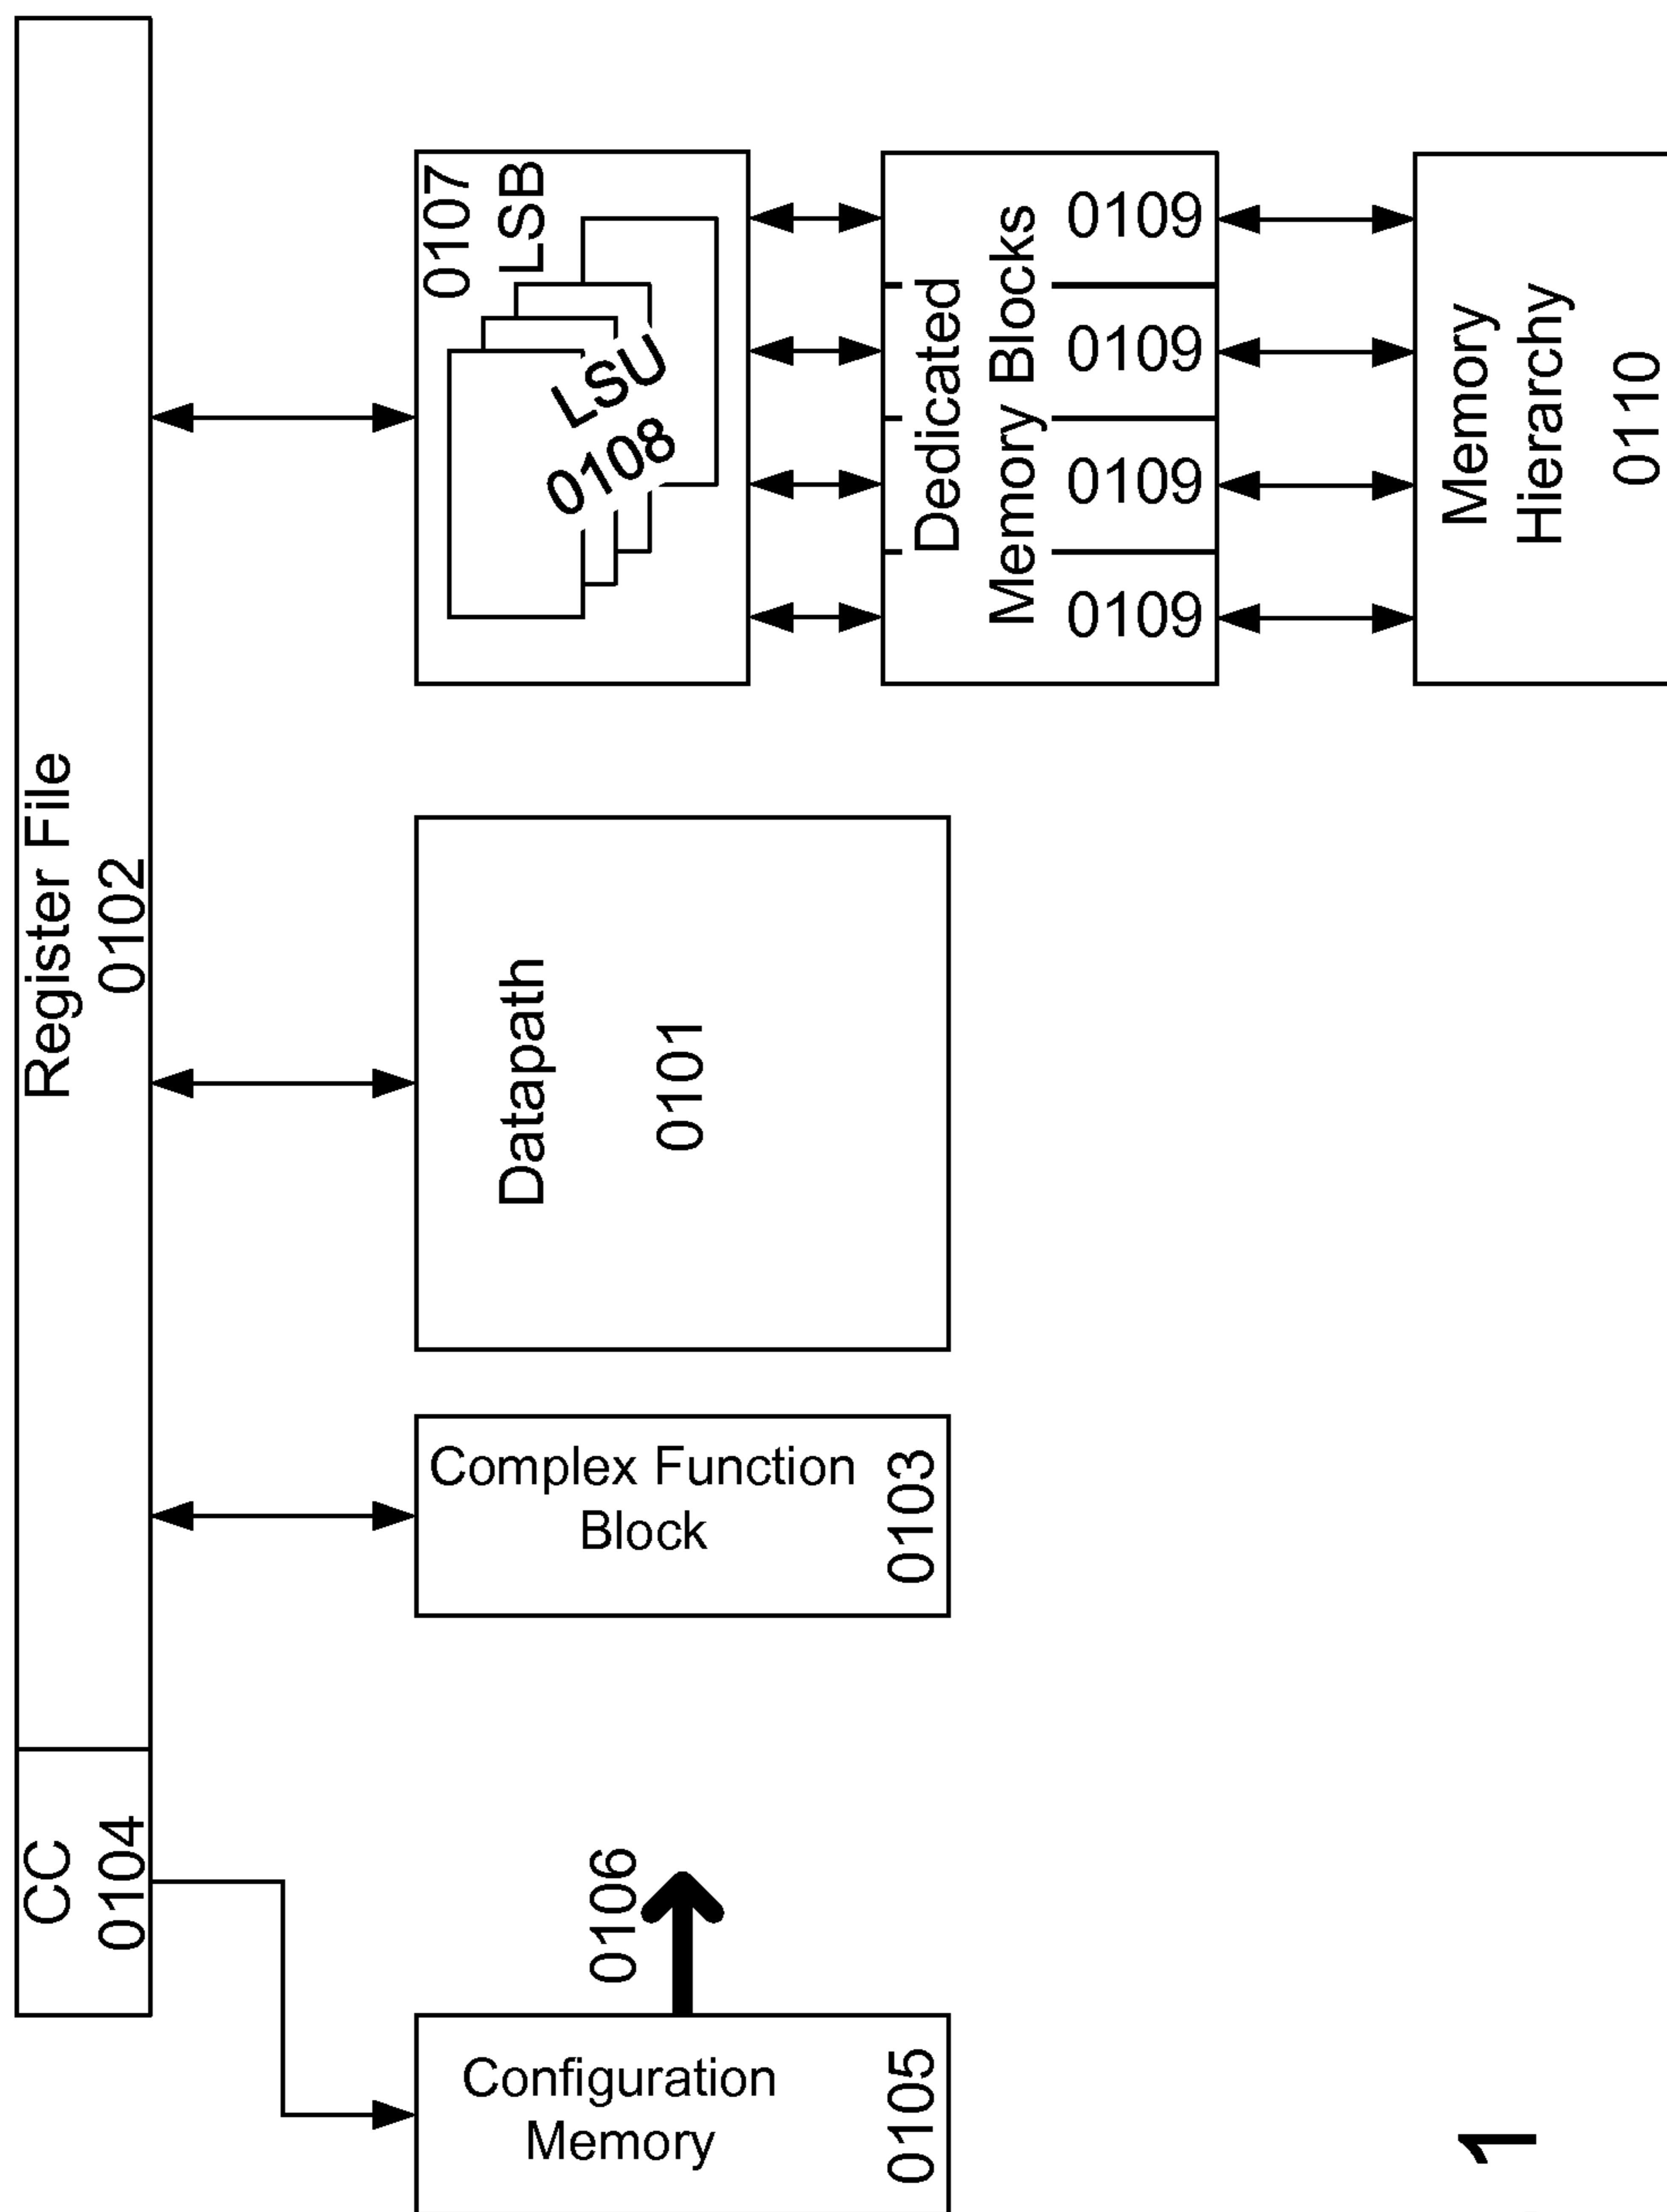 Register File
0102
CC
0104
0107
LSB
LSU
0108
Dedicated
Memory Blocks
0109
0109
0109
0109
Memory
Hierarchy
0110
Datapath
0101
Complex Function
Block
0103
0106
Configuration
Memory
0105
1